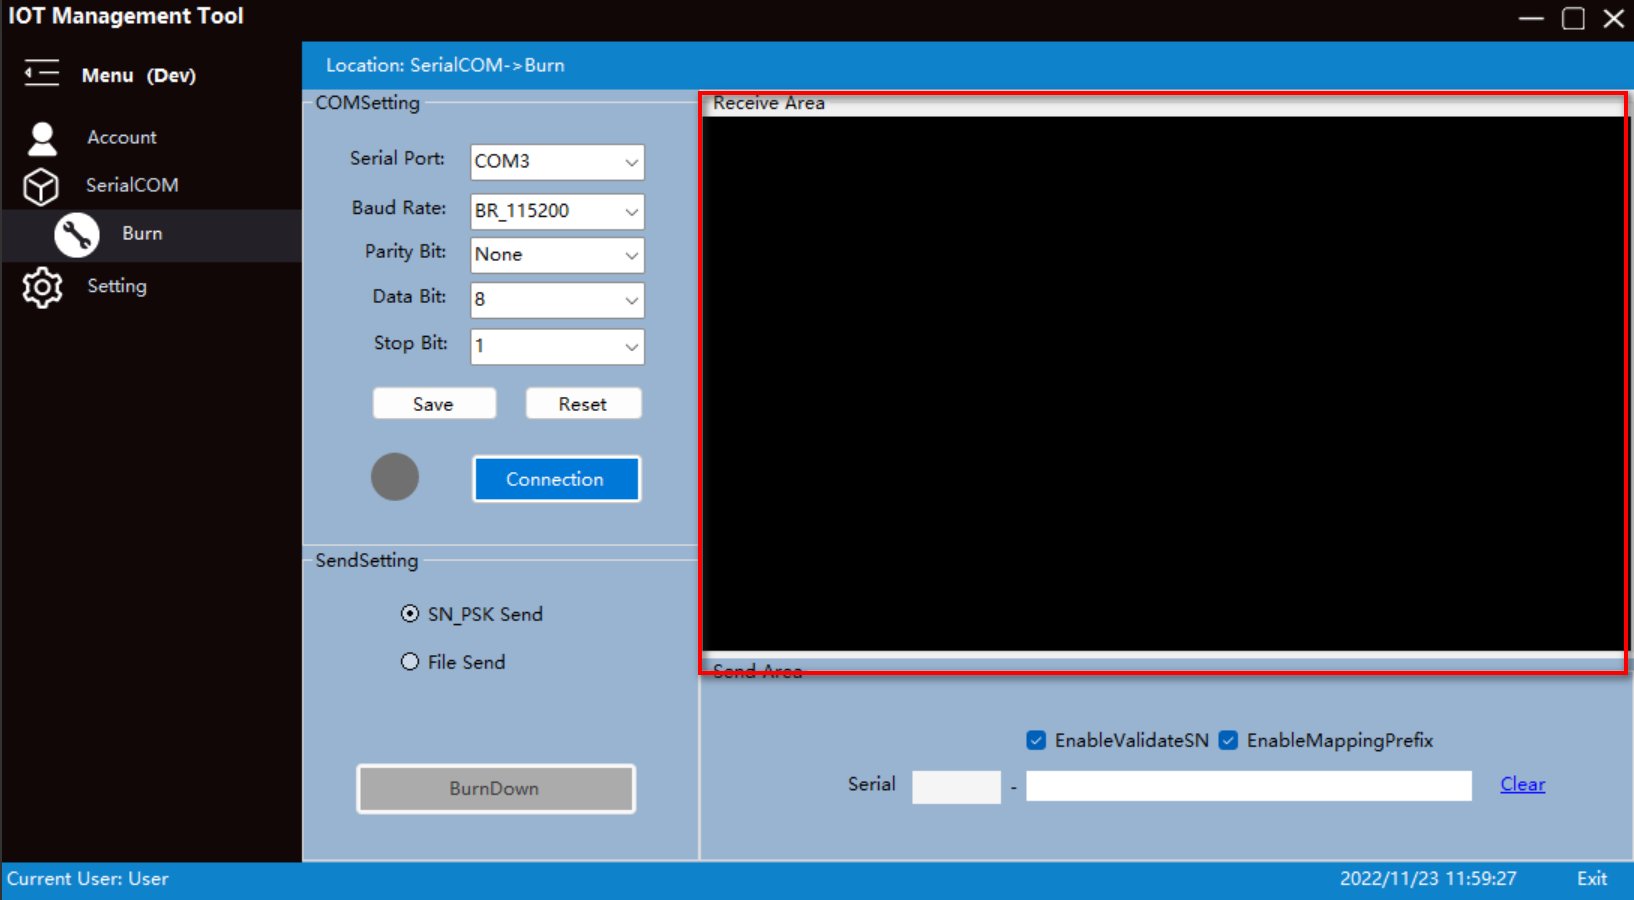 IOT Management Tool
Menu (Dev)
Account
SerialCOM
Burn
Setting
Location: SerialCOM->Burn
COMSetting
Serial Port: COM3
Baud Rate: BR_115200
Parity Bit: None
Data Bit: 8
Stop Bit: 1
Save Reset
Connection
SendSetting
SN_PSK Send
File Send
BurnDown
Receive Area
Send Area
EnableValidateSN EnableMappingPrefix
Serial - Clear
Current User: User 2022/11/23 11:59:27 Exit